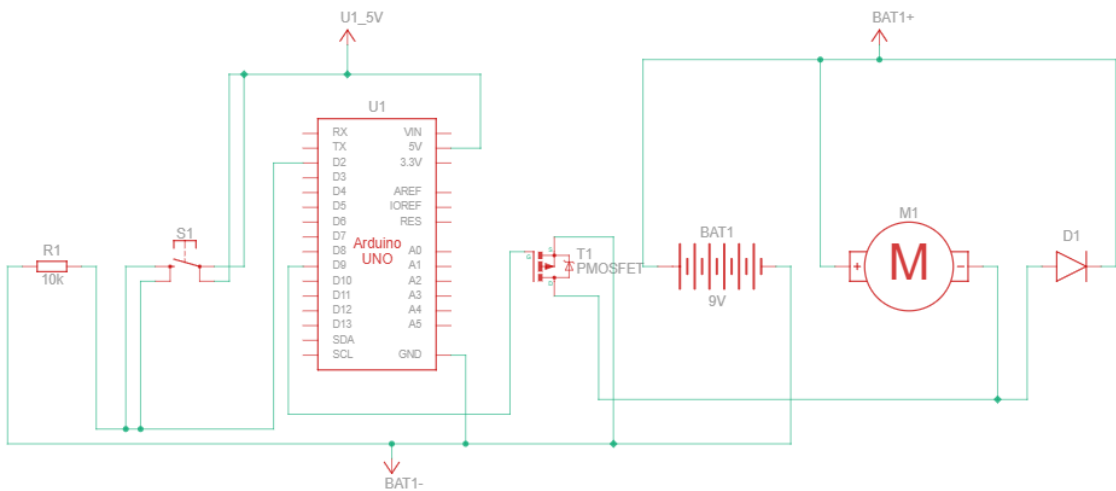 U1_5V
BAT1+
U1
RX
TX
D2
D3
D4
D5
D6
D7
D8
D9
D10
D11
D12
D13
SDA
SCL
VIN
5V
3.3V
AREF
IOREF
RES
A0
A1
A2
A3
A4
A5
GND
Arduino
UNO
S1
R1
10k
T1
PMOSFET
BAT1
9V
M1
M
+
-
D1
BAT1-